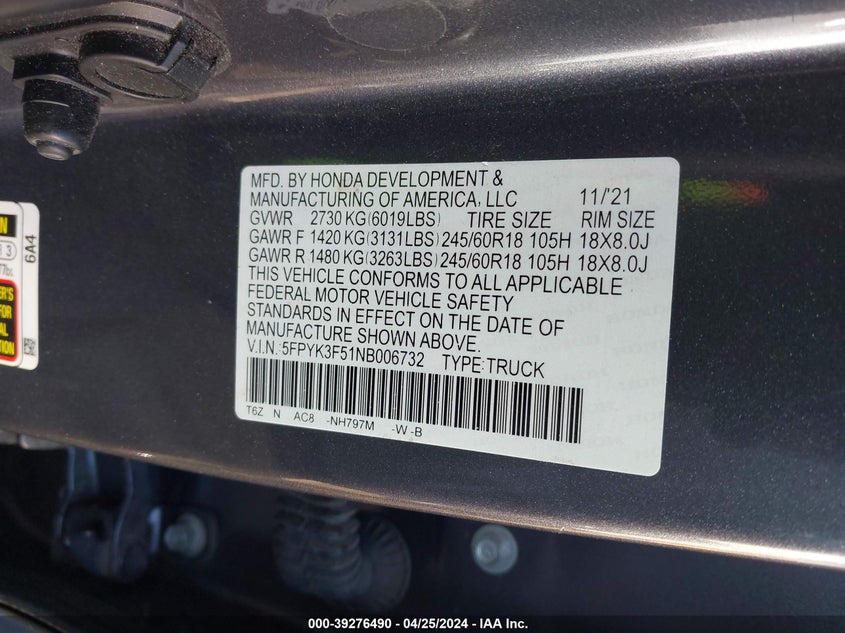 MFD. BY HONDA DEVELOPMENT &
MANUFACTURING OF AMERICA, LLC 11/'21
GVWR 2730 KG(6019LBS) TIRE SIZE RIM SIZE
GAWR F 1420 KG(3131LBS) 245/60R18 105H 18X8.0J
GAWR R 1480 KG(3263LBS) 245/60R18 105H 18X8.0J
THIS VEHICLE CONFORMS TO ALL APPLICABLE
FEDERAL MOTOR VEHICLE SAFETY
STANDARDS IN EFFECT ON THE DATE OF
MANUFACTURE SHOWN ABOVE.
V.I.N.:5FPYK3F51NB006732 TYPE:TRUCK
T6Z N AC8 -NH797M -W -B
6A4
ER'S
FOR
ATION
000-39276490 - 04/25/2024 - IAA Inc.